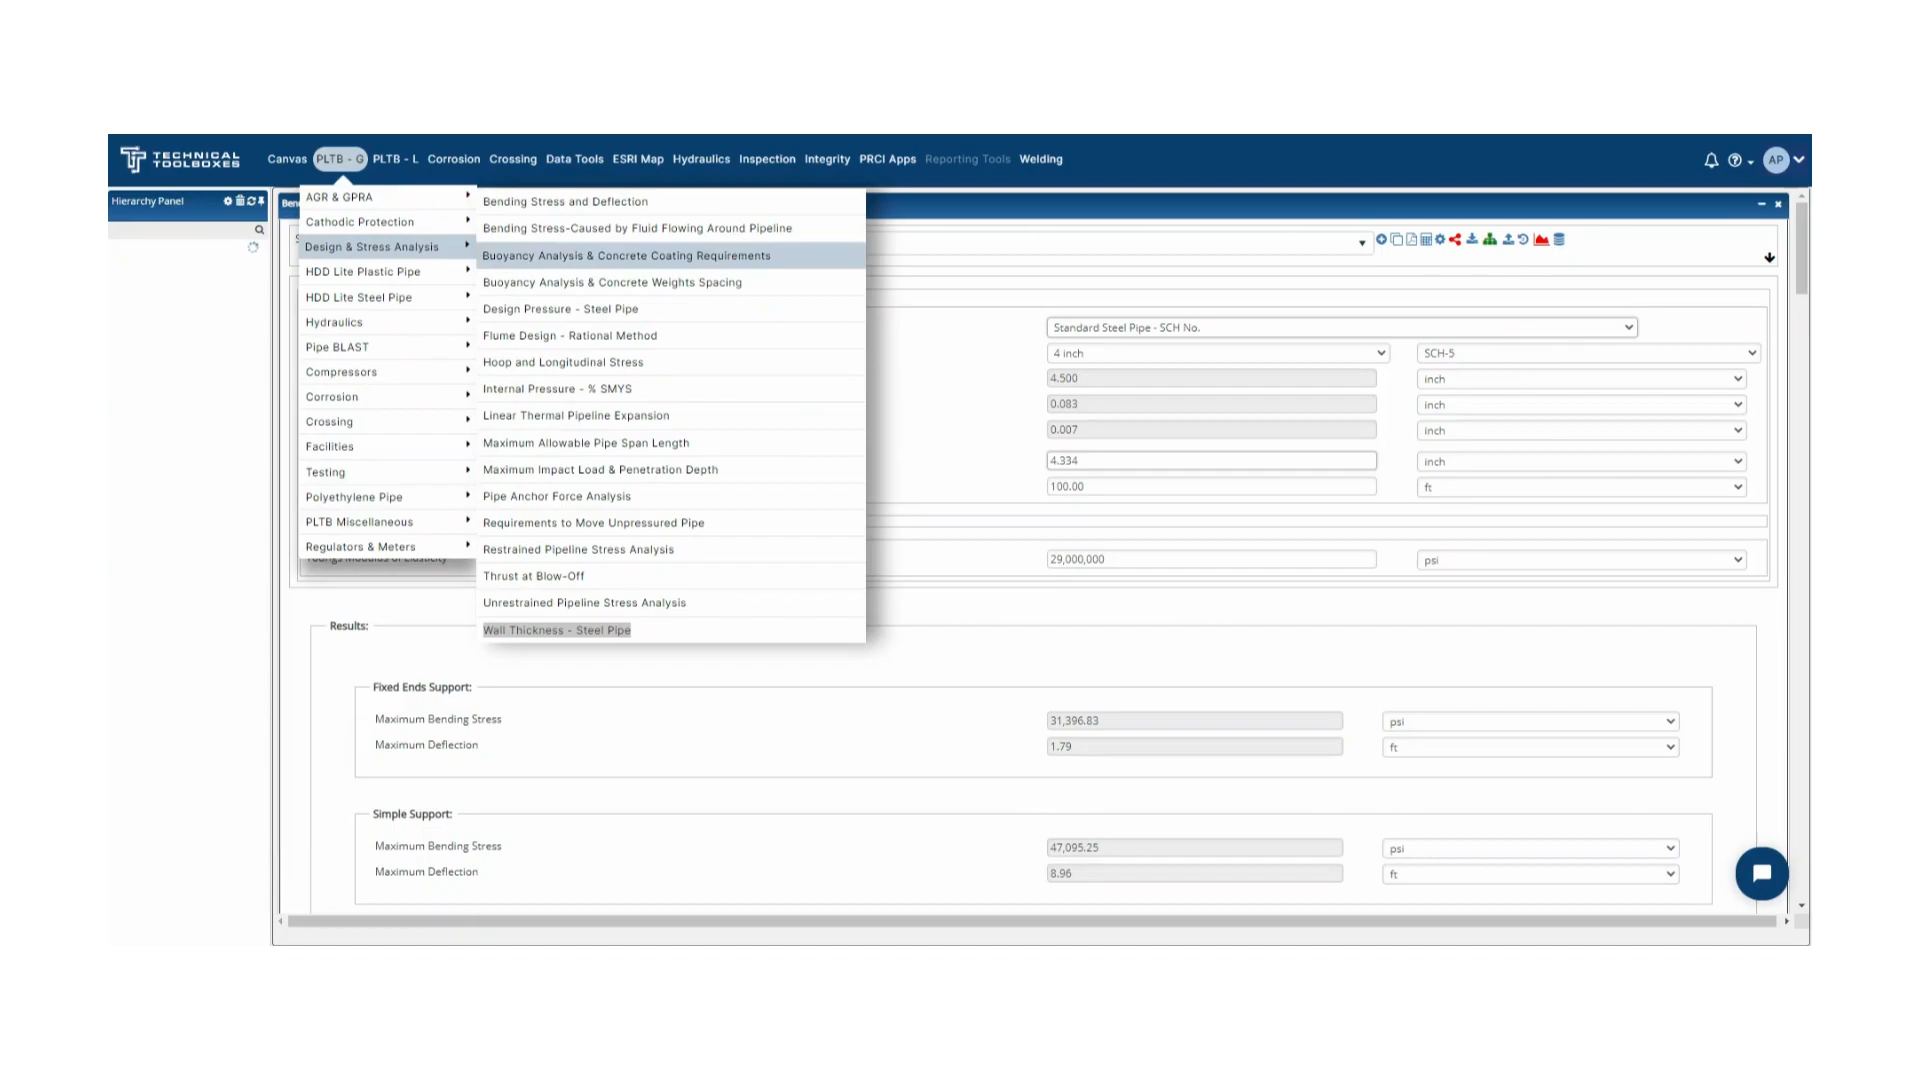 TECHNICAL
TOOLBOXES
Canvas PLTB - G PLTB - L Corrosion Crossing Data Tools ESRI Map Hydraulics Inspection Integrity PRCI Apps Reporting Tools Welding
AP
Hierarchy Panel
AGR & GPRA
Cathodic Protection
Design & Stress Analysis
HDD Lite Plastic Pipe
HDD Lite Steel Pipe
Hydraulics
Pipe BLAST
Compressors
Corrosion
Crossing
Facilities
Testing
Polyethylene Pipe
PLTB Miscellaneous
Regulators & Meters
Bending Stress and Deflection
Bending Stress-Caused by Fluid Flowing Around Pipeline
Buoyancy Analysis & Concrete Coating Requirements
Buoyancy Analysis & Concrete Weights Spacing
Design Pressure - Steel Pipe
Flume Design - Rational Method
Hoop and Longitudinal Stress
Internal Pressure - % SMYS
Linear Thermal Pipeline Expansion
Maximum Allowable Pipe Span Length
Maximum Impact Load & Penetration Depth
Pipe Anchor Force Analysis
Requirements to Move Unpressured Pipe
Restrained Pipeline Stress Analysis
Thrust at Blow-Off
Unrestrained Pipeline Stress Analysis
Wall Thickness - Steel Pipe
Standard Steel Pipe - SCH No.
4 inch SCH-5
4.500 inch
0.083 inch
0.007 inch
4.334 inch
100.00 ft
29,000,000 psi
Results:
Fixed Ends Support:
Maximum Bending Stress 31,396.83 psi
Maximum Deflection 1.79 ft
Simple Support:
Maximum Bending Stress 47,095.25 psi
Maximum Deflection 8.96 ft